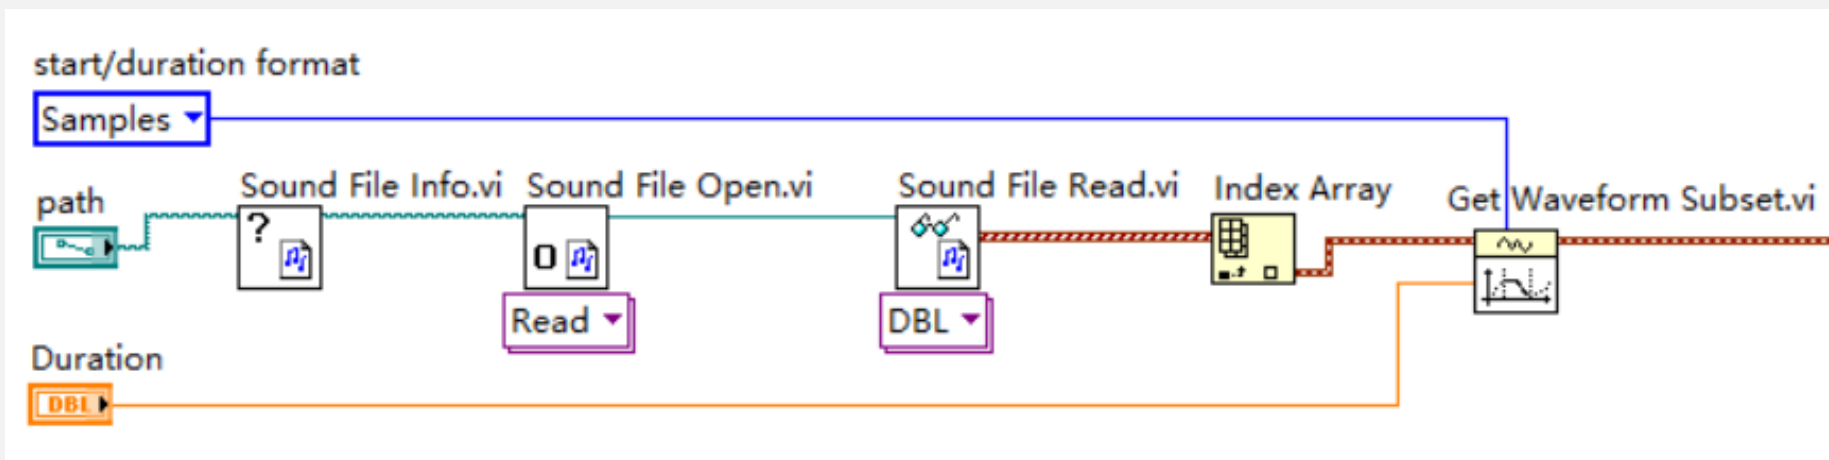 start/duration format
Samples
path
Sound File Info.vi
Sound File Open.vi
Sound File Read.vi
Index Array
Get Waveform Subset.vi
?
O
Read
DBL
Duration
DBL